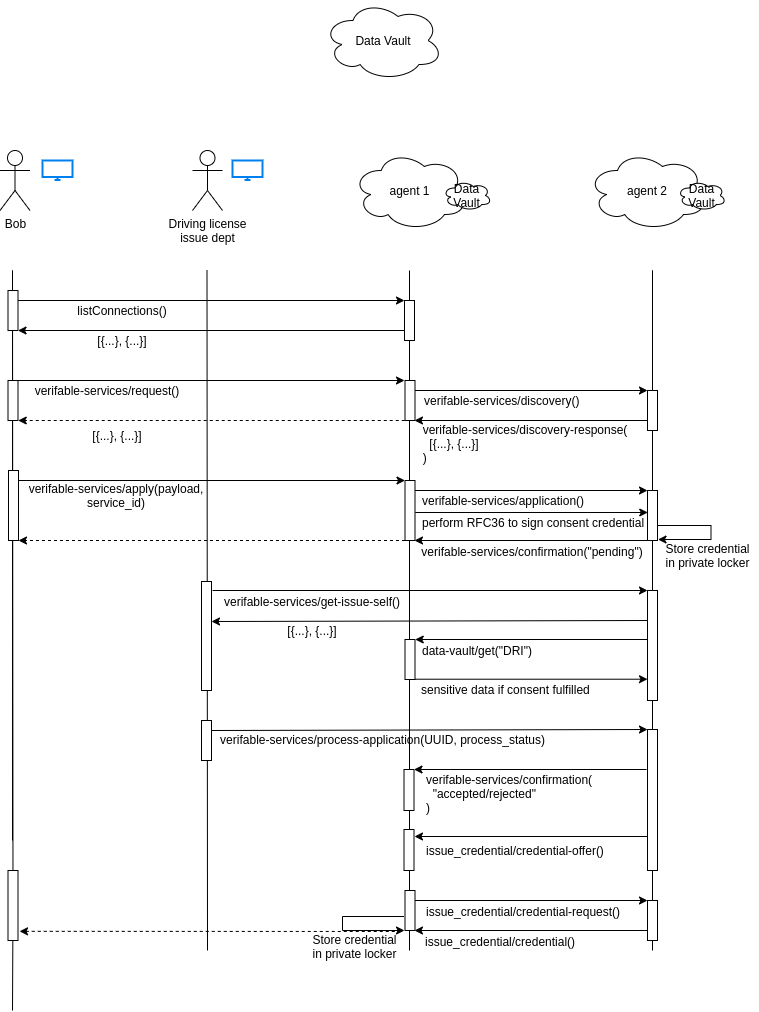 Data Vault
agent 1
Data
Vault
agent 2
Data
Vault
Bob
Driving license
issue dept
listConnections()
[{...}, {...}]
verifable-services/request()
verifable-services/discovery()
[{...}, {...}]
verifable-services/discovery-response(
[{...}, {...}]
)
verifable-services/apply(payload,
service_id)
verifable-services/application()
perform RFC36 to sign consent credential
verifable-services/confirmation("pending")
Store credential
in private locker
verifable-services/get-issue-self()
[{...}, {...}]
data-vault/get("DRI")
sensitive data if consent fulfilled
verifable-services/process-application(UUID, process_status)
verifable-services/confirmation(
"accepted/rejected"
)
issue_credential/credential-offer()
issue_credential/credential-request()
Store credential
in private locker
issue_credential/credential()